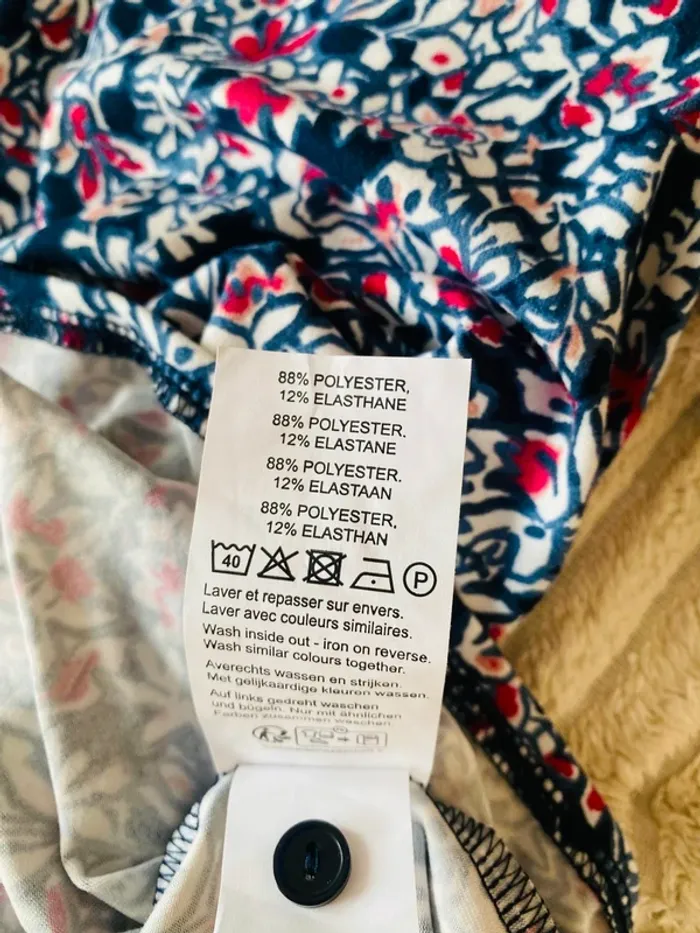 88% POLYESTER,
12% ELASTHANE
88% POLYESTER.
12% ELASTANE
88% POLYESTER.
12% ELASTAAN
88% POLYESTER,
12% ELASTHAN
40 P
Laver et repasser sur envers.
Laver avec couleurs similaires.
Wash inside out - iron on reverse.
Wash similar colours together.
Averechts wassen en strijken.
Met gelijkaardige kleuren wassen.
Auf links gedreht waschen
und bügeln. Nur mit ähnlichen
Farben zusammen waschen.